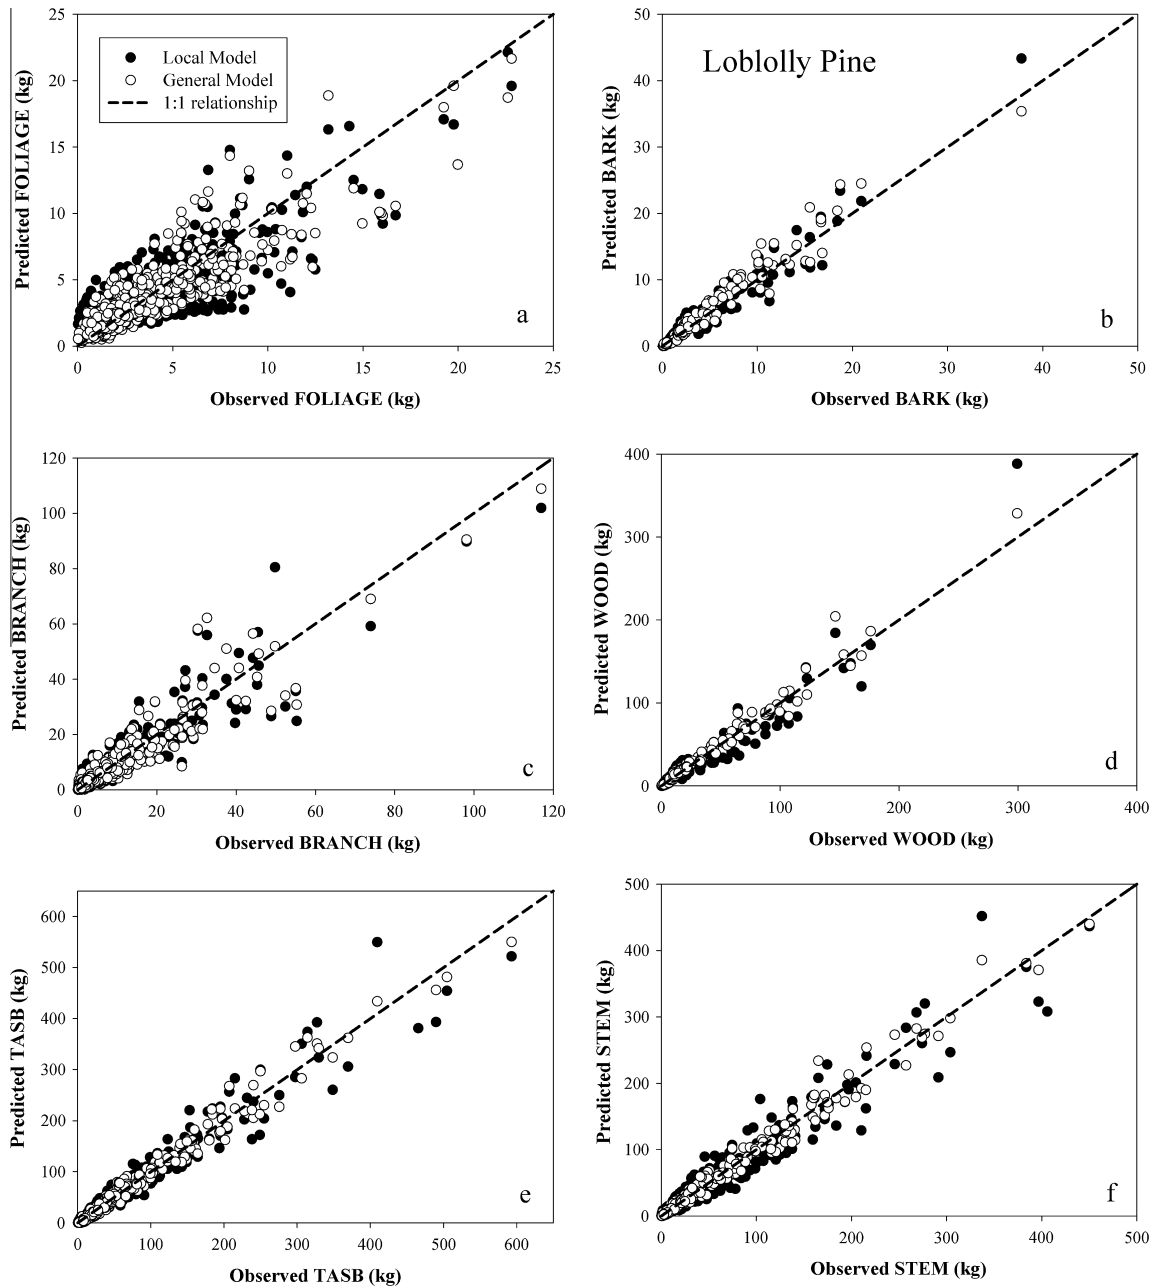 Local Model
General Model
1:1 relationship
Predicted FOLIAGE (kg)
25
20
15
10
5
0
0 5 10 15 20 25
Observed FOLIAGE (kg)
a
Loblolly Pine
Predicted BARK (kg)
50
40
30
20
10
0
0 10 20 30 40 50
Observed BARK (kg)
b
Predicted BRANCH (kg)
120
100
80
60
40
20
0
0 20 40 60 80 100 120
Observed BRANCH (kg)
c
Predicted WOOD (kg)
400
300
200
100
0
0 100 200 300 400
Observed WOOD (kg)
d
Predicted TASB (kg)
600
500
400
300
200
100
0
0 100 200 300 400 500 600
Observed TASB (kg)
e
Predicted STEM (kg)
500
400
300
200
100
0
0 100 200 300 400 500
Observed STEM (kg)
f